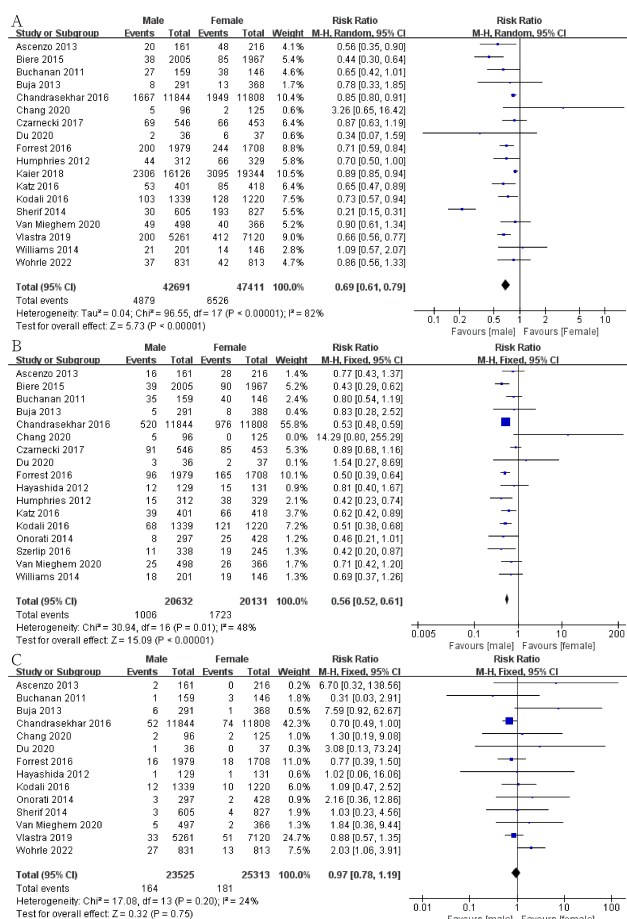 A
Male Female Risk Ratio Risk Ratio
Study or Subgroup Events Total Events Total Weight M-H, Random, 95% CI M-H, Random, 95% CI
Ascenzo 2013 20 161 48 216 4.1% 0.56 [0.35, 0.90]
Biere 2015 38 2005 85 1967 5.3% 0.44 [0.30, 0.64]
Buchanan 2011 27 159 38 146 4.5% 0.65 [0.42, 1.01]
Buja 2013 8 291 13 368 1.8% 0.78 [0.33, 1.85]
Chandrasekhar 2016 1667 11844 1949 11808 9.6% 0.85 [0.80, 0.91]
Chang 2020 5 96 2 125 0.6% 3.26 [0.65, 16.42]
Czarnecki 2017 69 546 66 453 6.1% 0.87 [0.63, 1.19]
Du 2020 2 36 6 37 0.7% 0.34 [0.07, 1.59]
Forrest 2016 200 1979 244 1708 8.3% 0.71 [0.59, 0.84]
Humphries 2012 44 312 66 329 5.6% 0.70 [0.50, 1.00]
Kaier 2018 2306 16126 3095 19344 9.7% 0.89 [0.85, 0.94]
Katz 2016 53 401 85 418 6.1% 0.65 [0.47, 0.89]
Kodali 2016 103 1339 128 1220 7.2% 0.73 [0.57, 0.94]
Sherif 2014 30 605 193 827 5.3% 0.21 [0.15, 0.31]
Van Mieghem 2020 49 498 40 366 5.0% 0.90 [0.61, 1.34]
Vlastra 2019 200 5261 412 7120 8.6% 0.66 [0.56, 0.77]
Williams 2014 21 201 14 146 2.9% 1.09 [0.57, 2.07]
Wohrle 2022 37 831 42 813 4.7% 0.86 [0.56, 1.33]
Total (95% CI) 42691 47411 100.0% 0.69 [0.61, 0.79]
Total events 4879 6526
Heterogeneity: Tau² = 0.04; Chi² = 96.55, df = 17 (P < 0.00001); I² = 82%
Test for overall effect: Z = 5.73 (P < 0.00001)
0.1 0.2 0.5 1 2 5 10
Favours [male] Favours [Female]
B
Male Female Risk Ratio Risk Ratio
Study or Subgroup Events Total Events Total Weight M-H, Fixed, 95% CI M-H, Fixed, 95% CI
Ascenzo 2013 16 161 28 216 1.4% 0.77 [0.43, 1.37]
Biere 2015 39 2005 90 1967 5.2% 0.43 [0.29, 0.62]
Buchanan 2011 35 159 40 146 2.4% 0.80 [0.54, 1.19]
Buja 2013 5 291 8 388 0.4% 0.83 [0.28, 2.52]
Chandrasekhar 2016 520 11844 976 11808 55.8% 0.53 [0.48, 0.59]
Chang 2020 5 96 0 125 0.0% 14.29 [0.80, 255.29]
Czarnecki 2017 91 546 85 453 5.3% 0.89 [0.68, 1.16]
Du 2020 3 36 2 37 0.1% 1.54 [0.27, 8.69]
Forrest 2016 96 1979 165 1708 10.1% 0.50 [0.39, 0.64]
Hayashida 2012 12 129 15 131 0.8% 0.81 [0.40, 1.67]
Humphries 2012 15 312 38 329 2.1% 0.42 [0.23, 0.74]
Katz 2016 39 401 66 418 3.7% 0.62 [0.42, 0.89]
Kodali 2016 68 1339 121 1220 7.2% 0.51 [0.38, 0.68]
Onorati 2014 8 297 25 428 1.2% 0.46 [0.21, 1.01]
Szerlip 2016 11 338 19 245 1.3% 0.42 [0.20, 0.87]
Van Mieghem 2020 25 498 26 366 1.7% 0.71 [0.42, 1.20]
Williams 2014 18 201 19 146 1.3% 0.69 [0.37, 1.26]
Total (95% CI) 20632 20131 100.0% 0.56 [0.52, 0.61]
Total events 1006 1723
Heterogeneity: Chi² = 30.94, df = 16 (P = 0.01); I² = 48%
Test for overall effect: Z = 15.09 (P < 0.00001)
0.005 0.1 1 10 200
Favours [male] Favours [female]
C
Male Female Risk Ratio Risk Ratio
Study or Subgroup Events Total Events Total Weight M-H, Fixed, 95% CI M-H, Fixed, 95% CI
Ascenzo 2013 2 161 0 216 0.2% 6.70 [0.32, 138.56]
Buchanan 2011 1 159 3 146 1.8% 0.31 [0.03, 2.91]
Buja 2013 6 291 1 368 0.5% 7.59 [0.92, 62.67]
Chandrasekhar 2016 52 11844 74 11808 42.3% 0.70 [0.49, 1.00]
Chang 2020 2 96 2 125 1.0% 1.30 [0.19, 9.08]
Du 2020 1 36 0 37 0.3% 3.08 [0.13, 73.24]
Forrest 2016 16 1979 18 1708 11.0% 0.77 [0.39, 1.50]
Hayashida 2012 1 129 1 131 0.6% 1.02 [0.06, 16.06]
Kodali 2016 12 1339 10 1220 6.0% 1.09 [0.47, 2.52]
Onorati 2014 3 297 2 428 0.9% 2.16 [0.36, 12.86]
Sherif 2014 3 605 4 827 1.9% 1.03 [0.23, 4.56]
Van Mieghem 2020 5 497 2 366 1.3% 1.84 [0.36, 9.44]
Vlastra 2019 33 5261 51 7120 24.7% 0.88 [0.57, 1.35]
Wohrle 2022 27 831 13 813 7.5% 2.03 [1.06, 3.91]
Total (95% CI) 23525 25313 100.0% 0.97 [0.78, 1.19]
Total events 164 181
Heterogeneity: Chi² = 17.08, df = 13 (P = 0.20); I² = 24%
Test for overall effect: Z = 0.32 (P = 0.75)
0.01 0.1 1 10 100
Favours [male] Favours [Female]